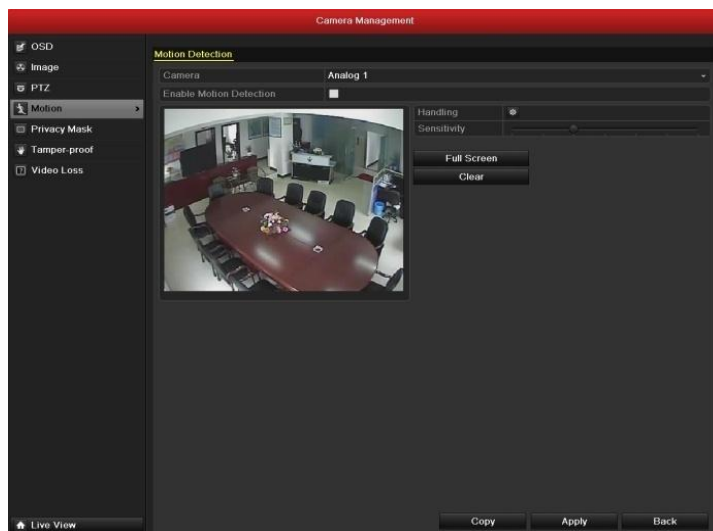 Camera Management
OSD
Image
PTZ
Motion
Privacy Mask
Tamper-proof
Video Loss
Live View
Motion Detection
Camera Analog 1
Enable Motion Detection
Handling
Sensitivity
Full Screen
Clear
Copy Apply Back